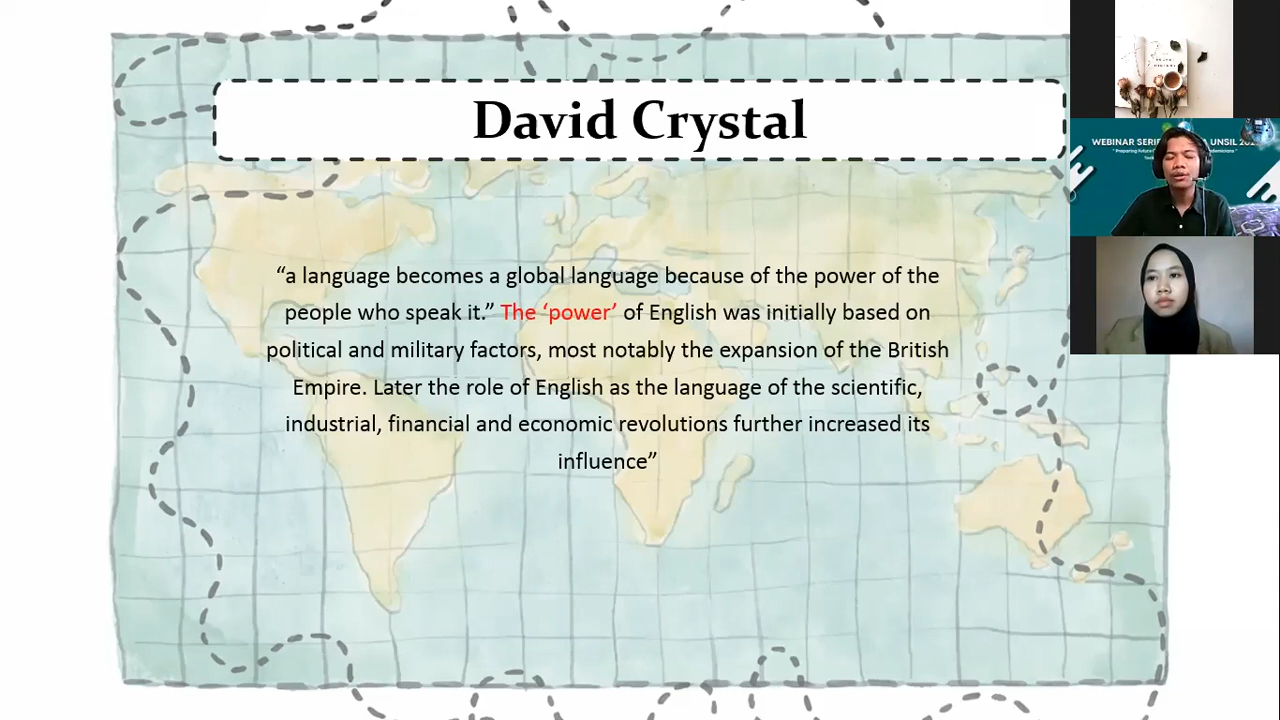 David Crystal
“a language becomes a global language because of the power of the
people who speak it.” The ‘power’ of English was initially based on
political and military factors, most notably the expansion of the British
Empire. Later the role of English as the language of the scientific,
industrial, financial and economic revolutions further increased its
influence”
WEBINAR SERIE
UNSIL
" Preparing Future